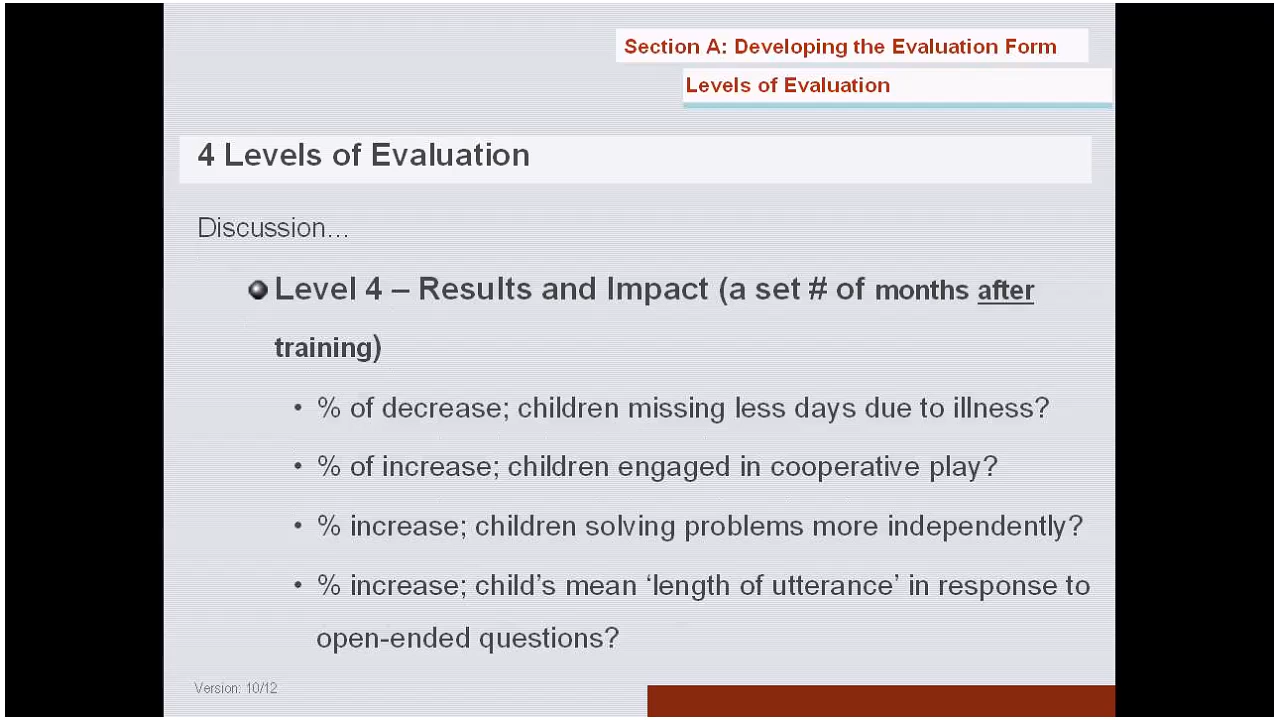 Section A: Developing the Evaluation Form
Levels of Evaluation
4 Levels of Evaluation
Discussion...
Level 4 – Results and Impact (a set # of months after
training)
• % of decrease; children missing less days due to illness?
• % of increase; children engaged in cooperative play?
• % increase; children solving problems more independently?
• % increase; child's mean ‘length of utterance’ in response to
open-ended questions?
Version: 10/12